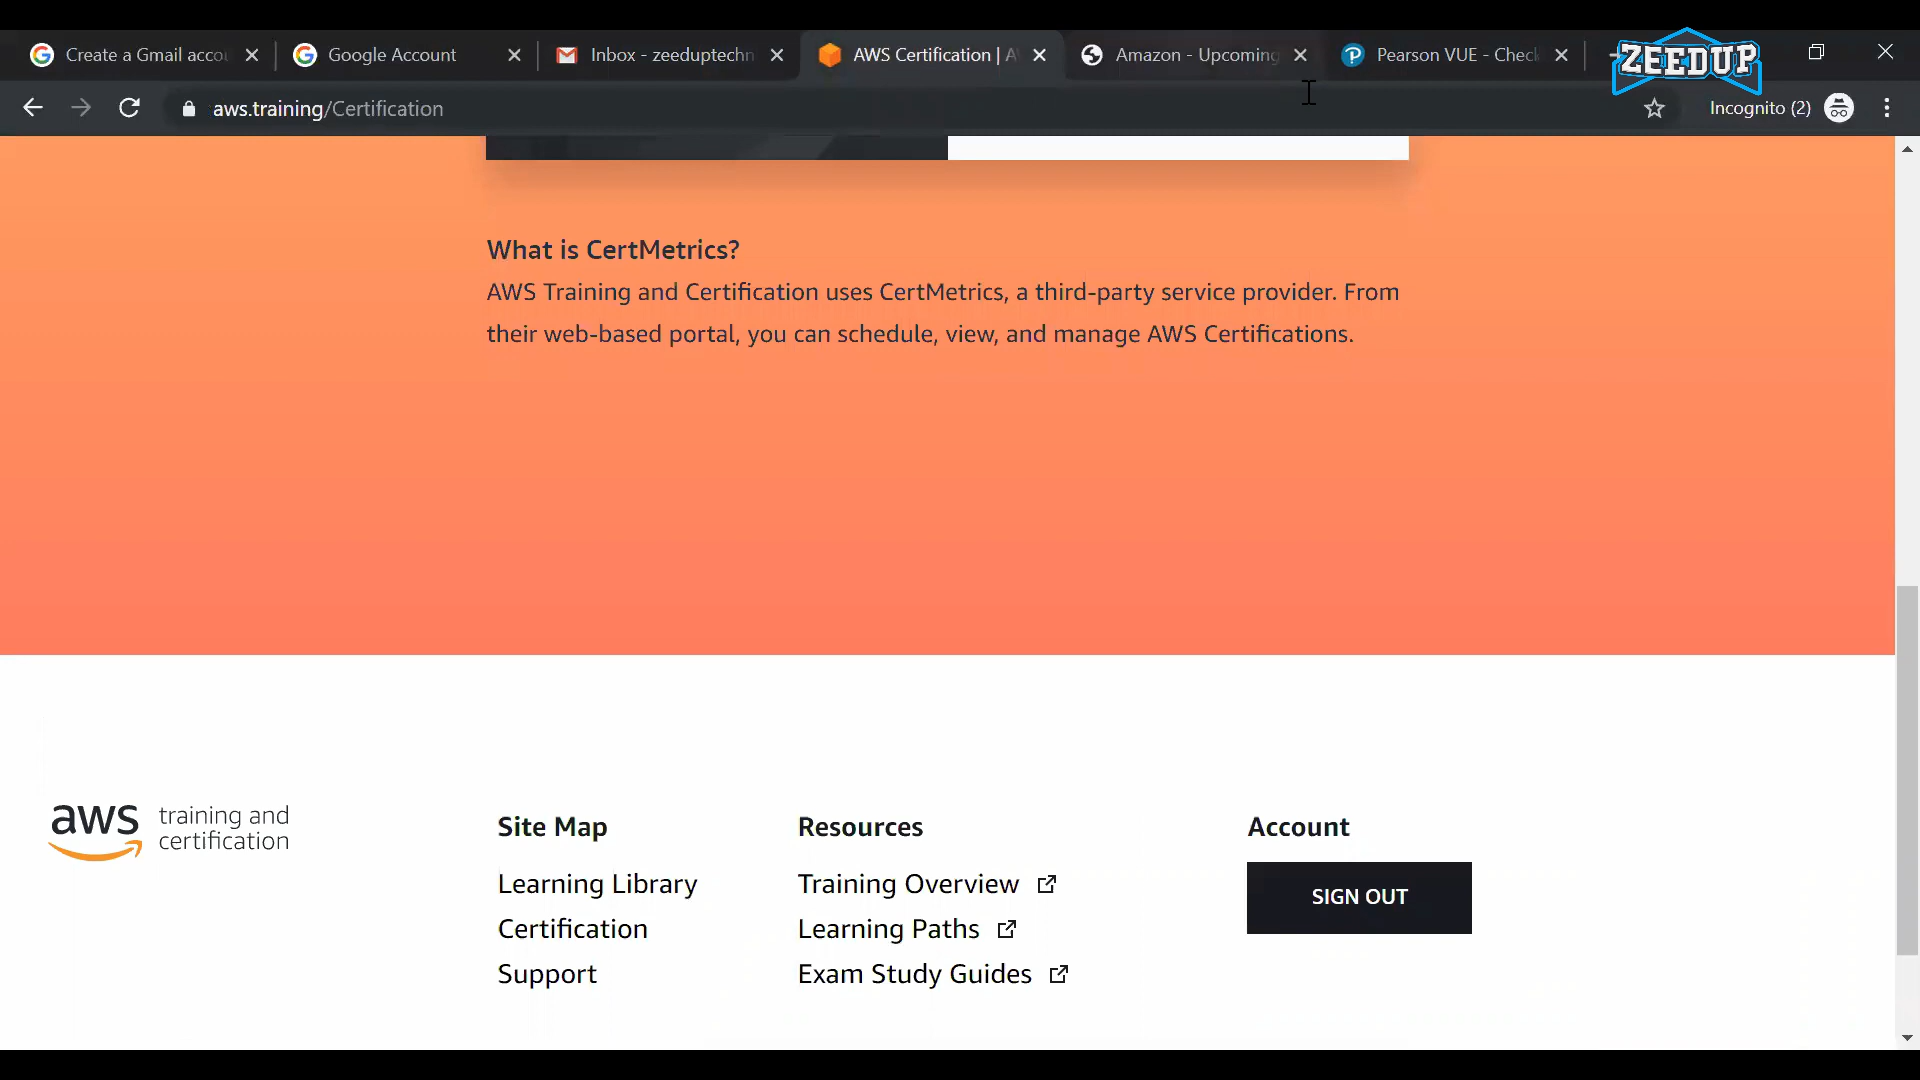 Create a Gmail accou
Google Account
Inbox - zeeduptechn
AWS Certification | A
Amazon - Upcoming
Pearson VUE - Check
ZEEDUP
aws.training/Certification
Incognito (2)
What is CertMetrics?
AWS Training and Certification uses CertMetrics, a third-party service provider. From
their web-based portal, you can schedule, view, and manage AWS Certifications.
aws training and
certification
Site Map
Learning Library
Certification
Support
Resources
Training Overview
Learning Paths
Exam Study Guides
Account
SIGN OUT